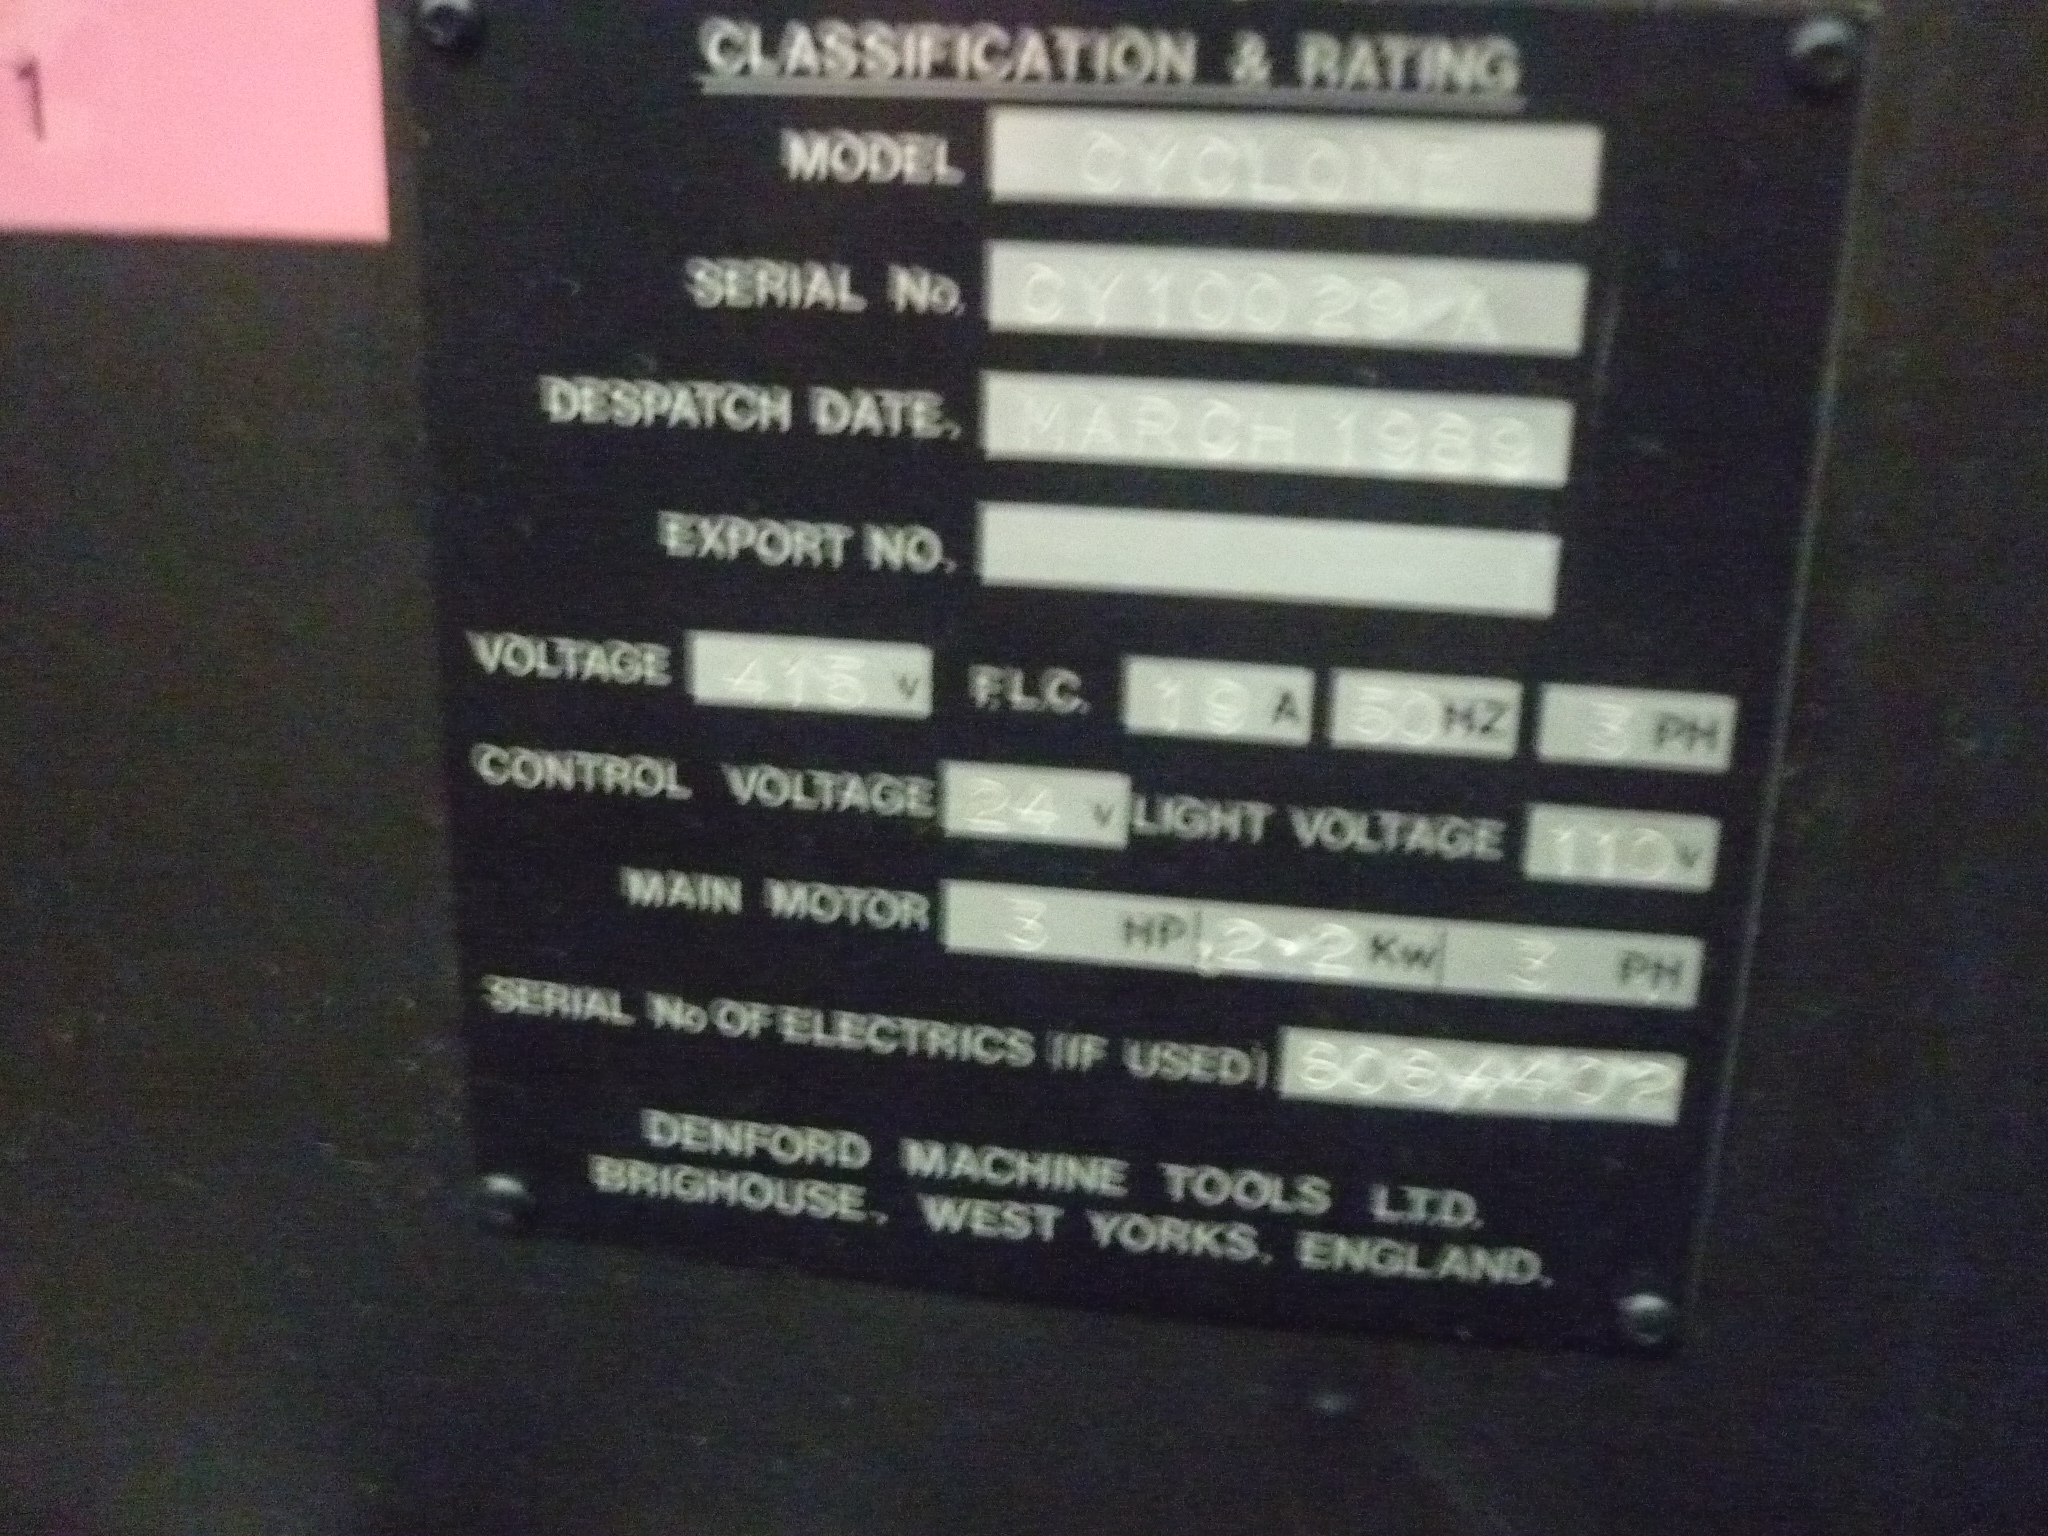 1
CLASSIFICATION & RATING
MODEL CYCLONE
SERIAL No. CY10029/A
DESPATCH DATE. MARCH 1989
EXPORT NO.
VOLTAGE 415 V F.L.C. 19 A 50 HZ 3 PH
CONTROL VOLTAGE 24 V LIGHT VOLTAGE 110 V
MAIN MOTOR 3 HP 2.2 Kw 3 PH
SERIAL No OF ELECTRICS (IF USED)
DENFORD MACHINE TOOLS LTD.
BRIGHOUSE. WEST YORKS. ENGLAND.